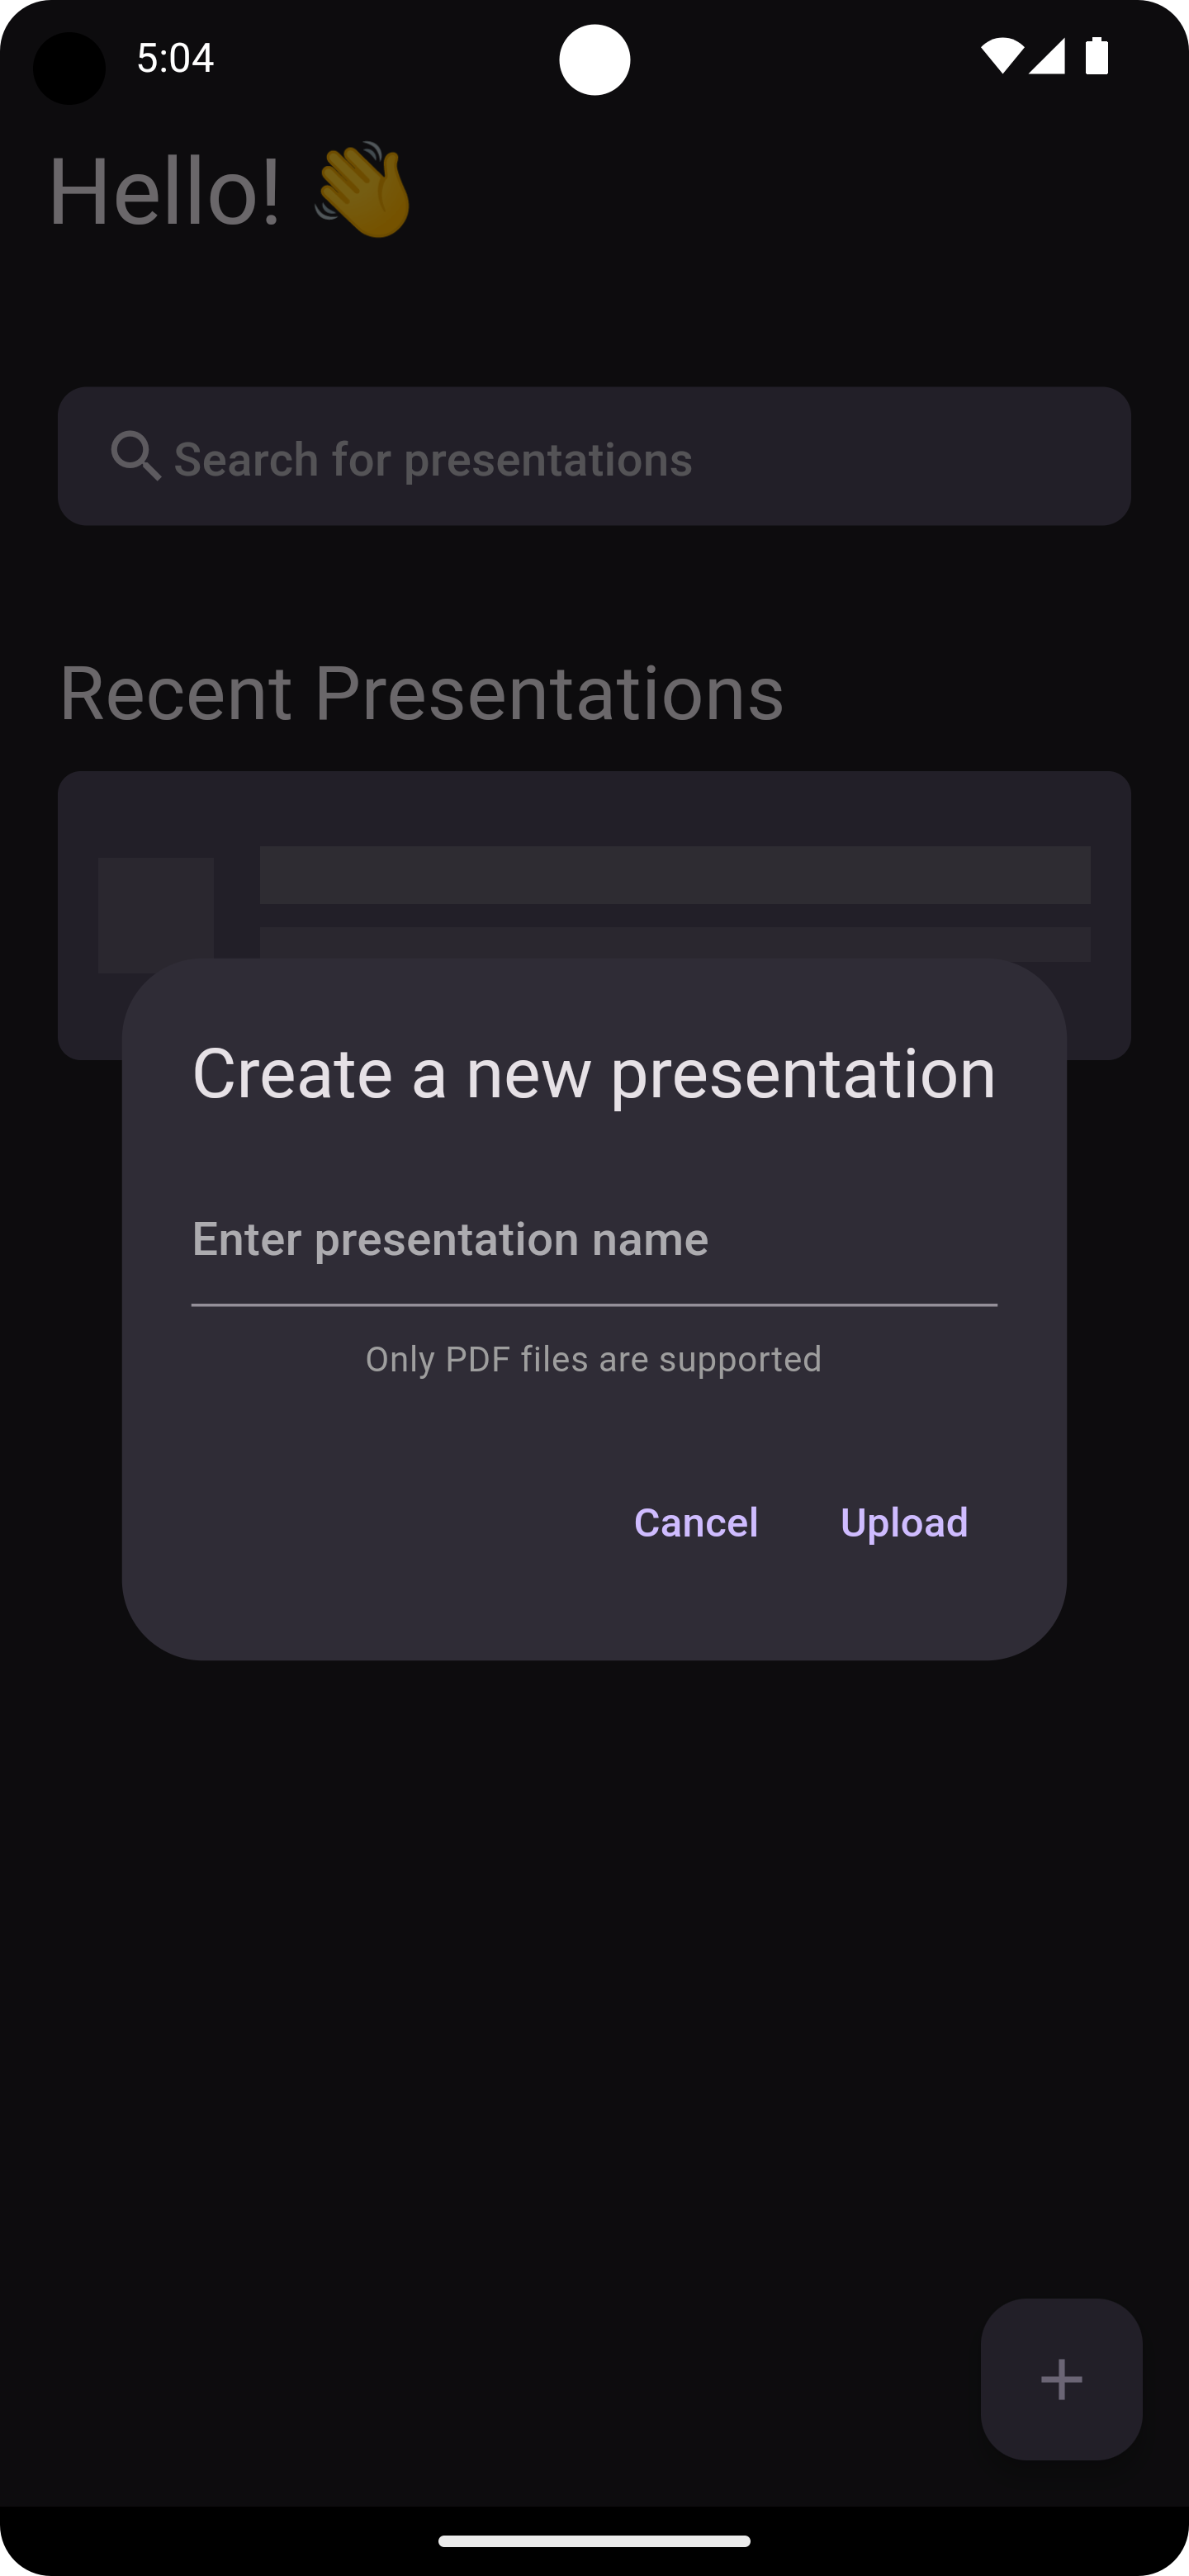 5:04
Hello! 👋
Search for presentations
Recent Presentations
Create a new presentation
Enter presentation name
Only PDF files are supported
Cancel Upload